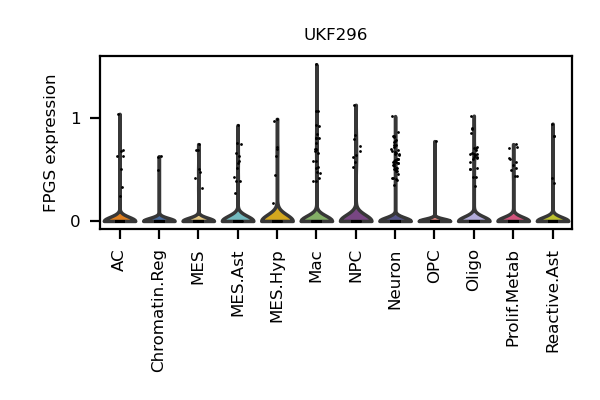 UKF296
FPGS expression
1
0
AC
Chromatin.Reg
MES
MES.Ast
MES.Hyp
Mac
NPC
Neuron
OPC
Oligo
Prolif.Metab
Reactive.Ast